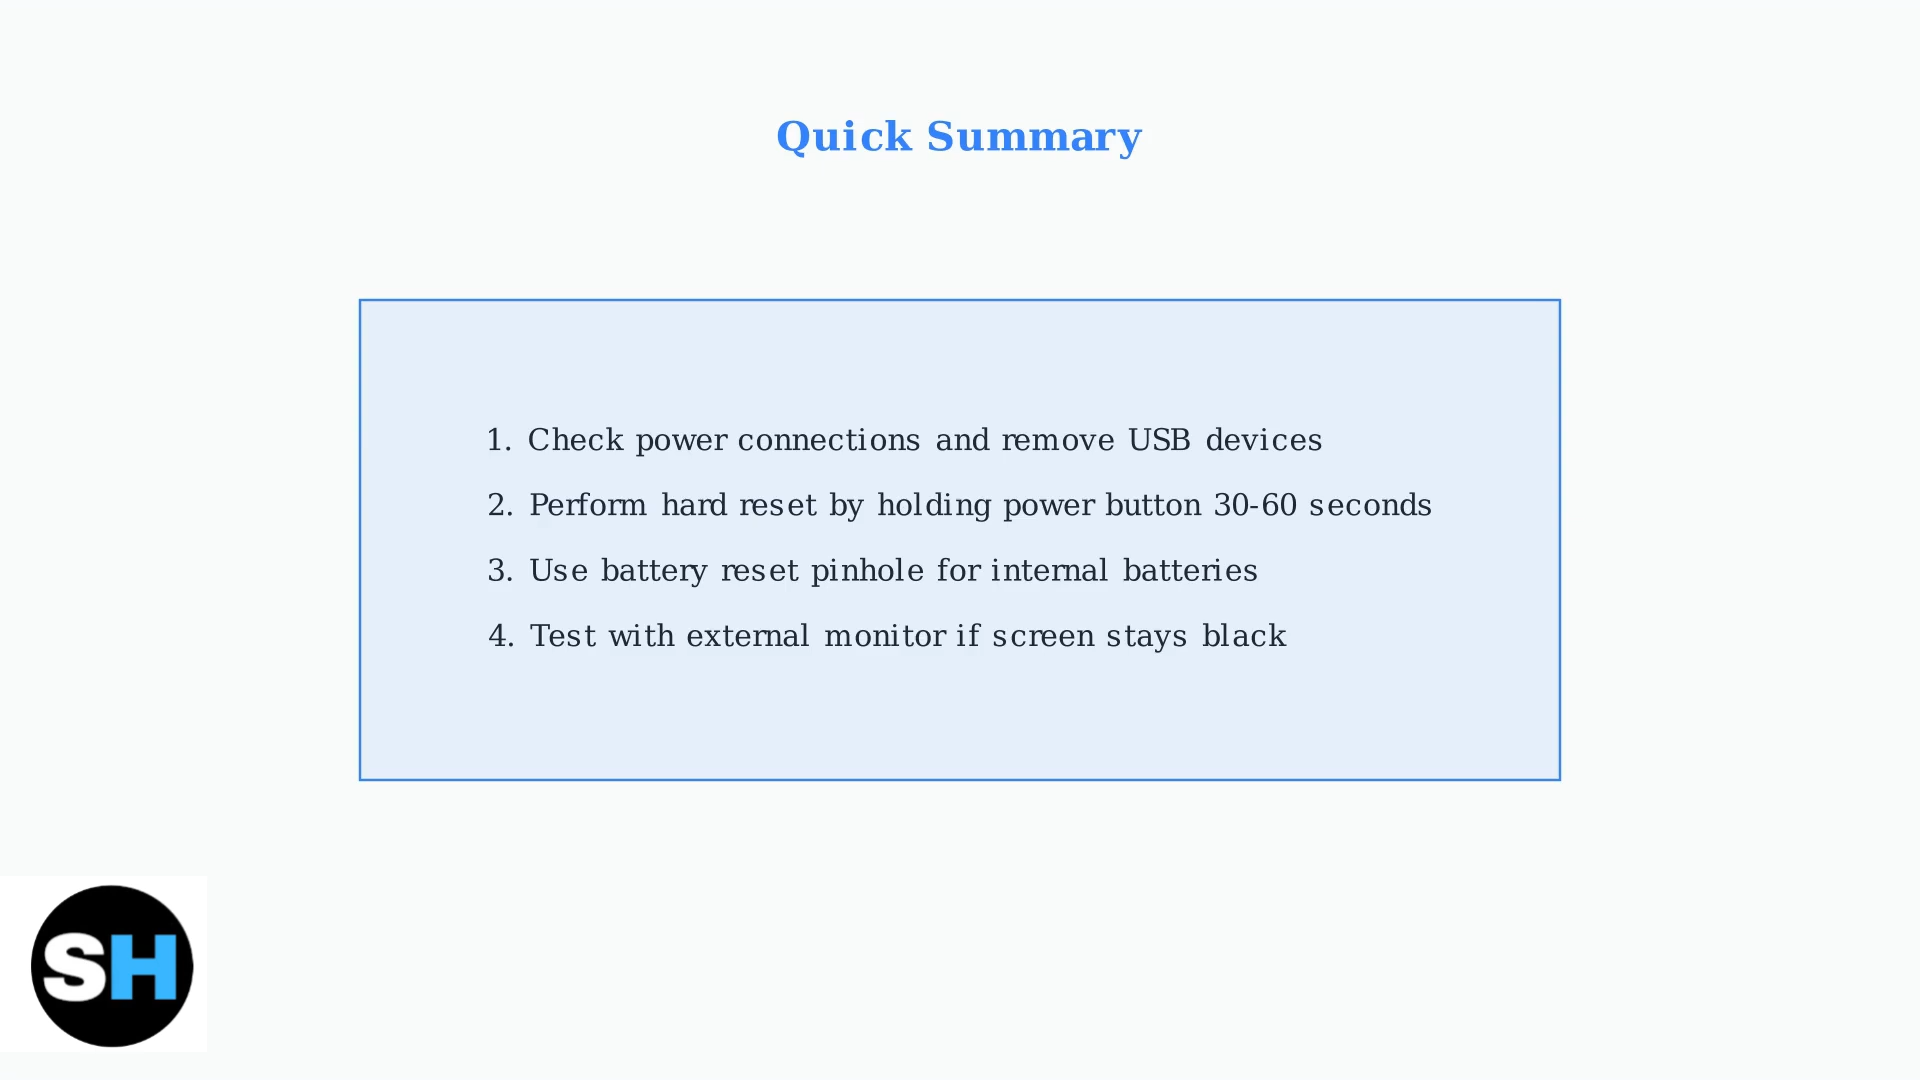 Quick Summary
1. Check power connections and remove USB devices
2. Perform hard reset by holding power button 30-60 seconds
3. Use battery reset pinhole for internal batteries
4. Test with external monitor if screen stays black
SH